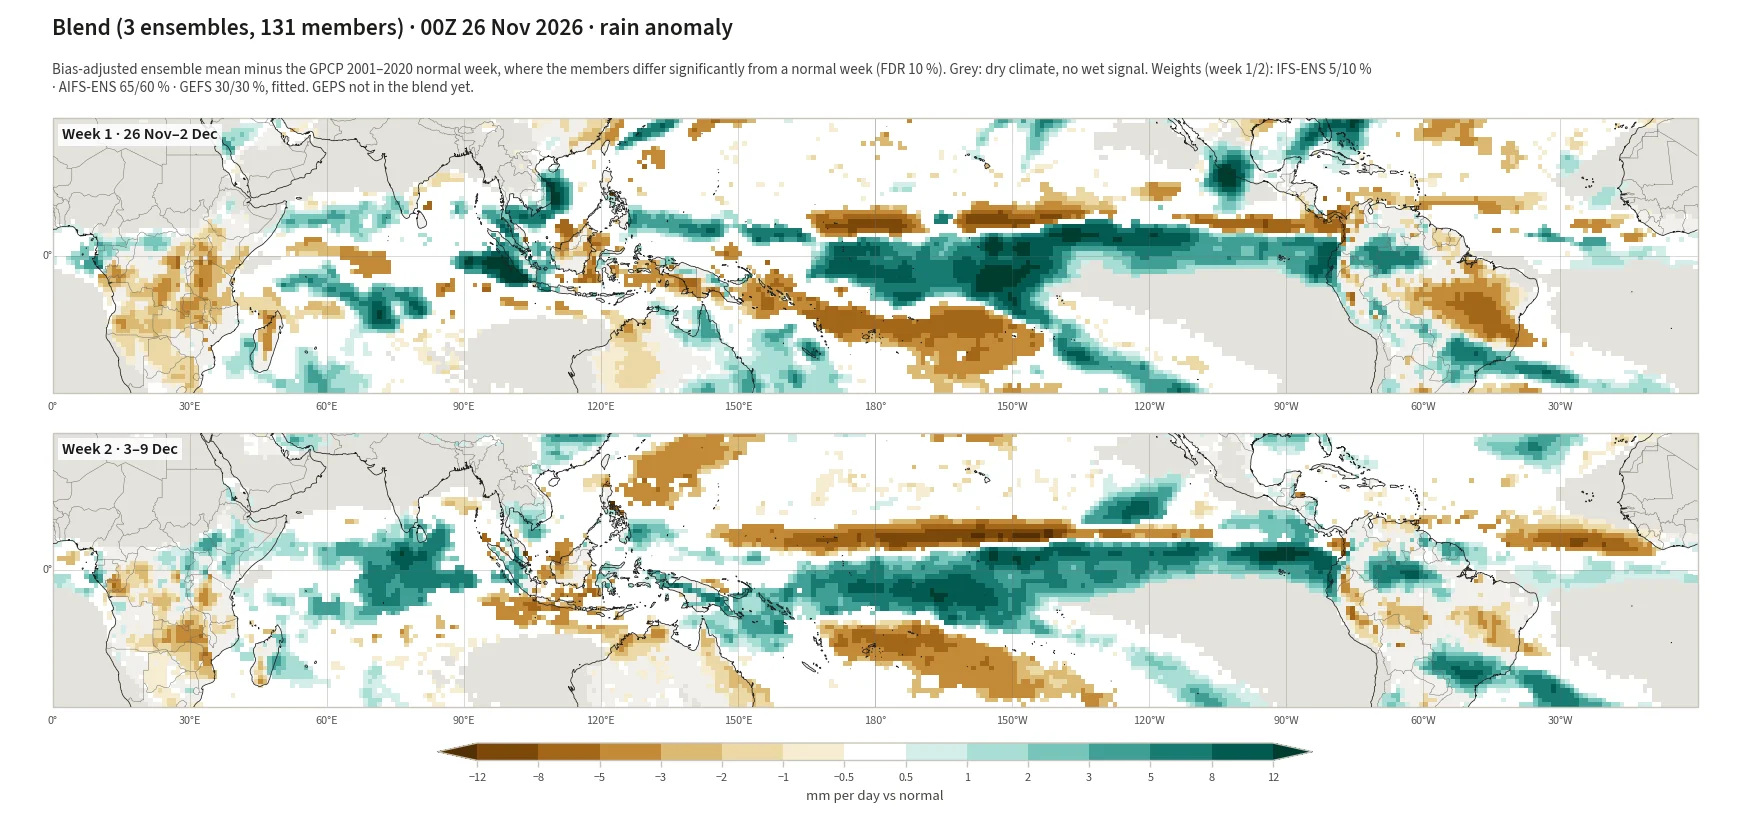 Blend (3 ensembles, 131 members) · 00Z 26 Nov 2026 · rain anomaly
Bias-adjusted ensemble mean minus the GPCP 2001–2020 normal week, where the members differ significantly from a normal week (FDR 10 %). Grey: dry climate, no wet signal. Weights (week 1/2): IFS-ENS 5/10 %
· AIFS-ENS 65/60 % · GEFS 30/30 %, fitted. GEPS not in the blend yet.
Week 1 · 26 Nov–2 Dec
0°
0° 30°E 60°E 90°E 120°E 150°E 180° 150°W 120°W 90°W 60°W 30°W
Week 2 · 3–9 Dec
0°
0° 30°E 60°E 90°E 120°E 150°E 180° 150°W 120°W 90°W 60°W 30°W
−12 −8 −5 −3 −2 −1 −0.5 0.5 1 2 3 5 8 12
mm per day vs normal